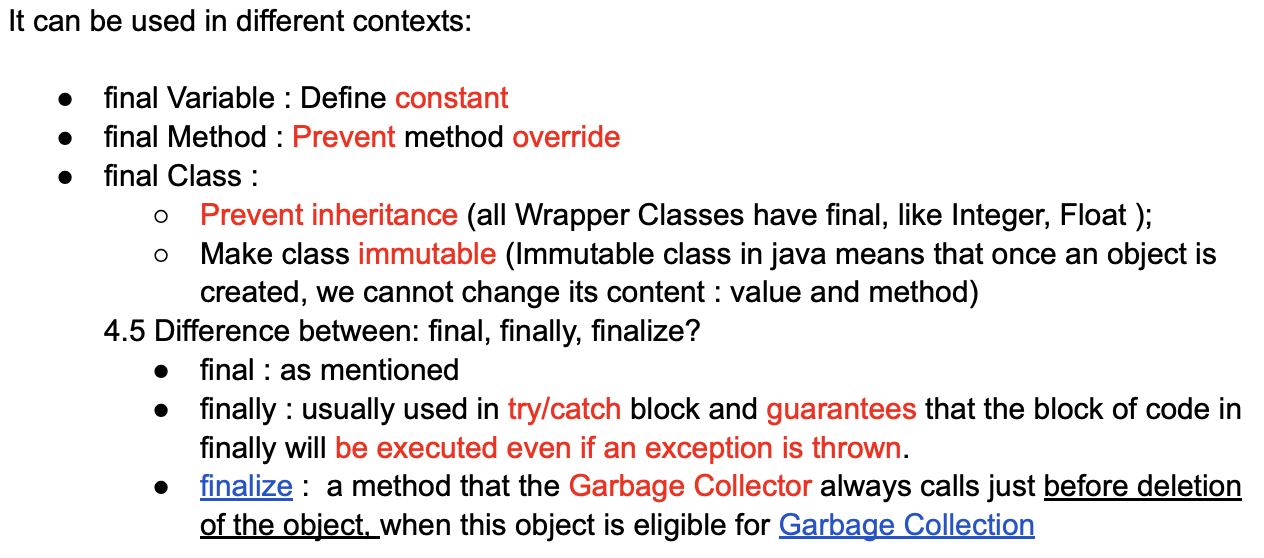 It can be used in different contexts:
● final Variable : Define constant
● final Method : Prevent method override
● final Class :
○ Prevent inheritance (all Wrapper Classes have final, like Integer, Float );
○ Make class immutable (Immutable class in java means that once an object is
created, we cannot change its content : value and method)
4.5 Difference between: final, finally, finalize?
● final : as mentioned
● finally : usually used in try/catch block and guarantees that the block of code in
finally will be executed even if an exception is thrown.
● finalize :  a method that the Garbage Collector always calls just before deletion
of the object, when this object is eligible for Garbage Collection